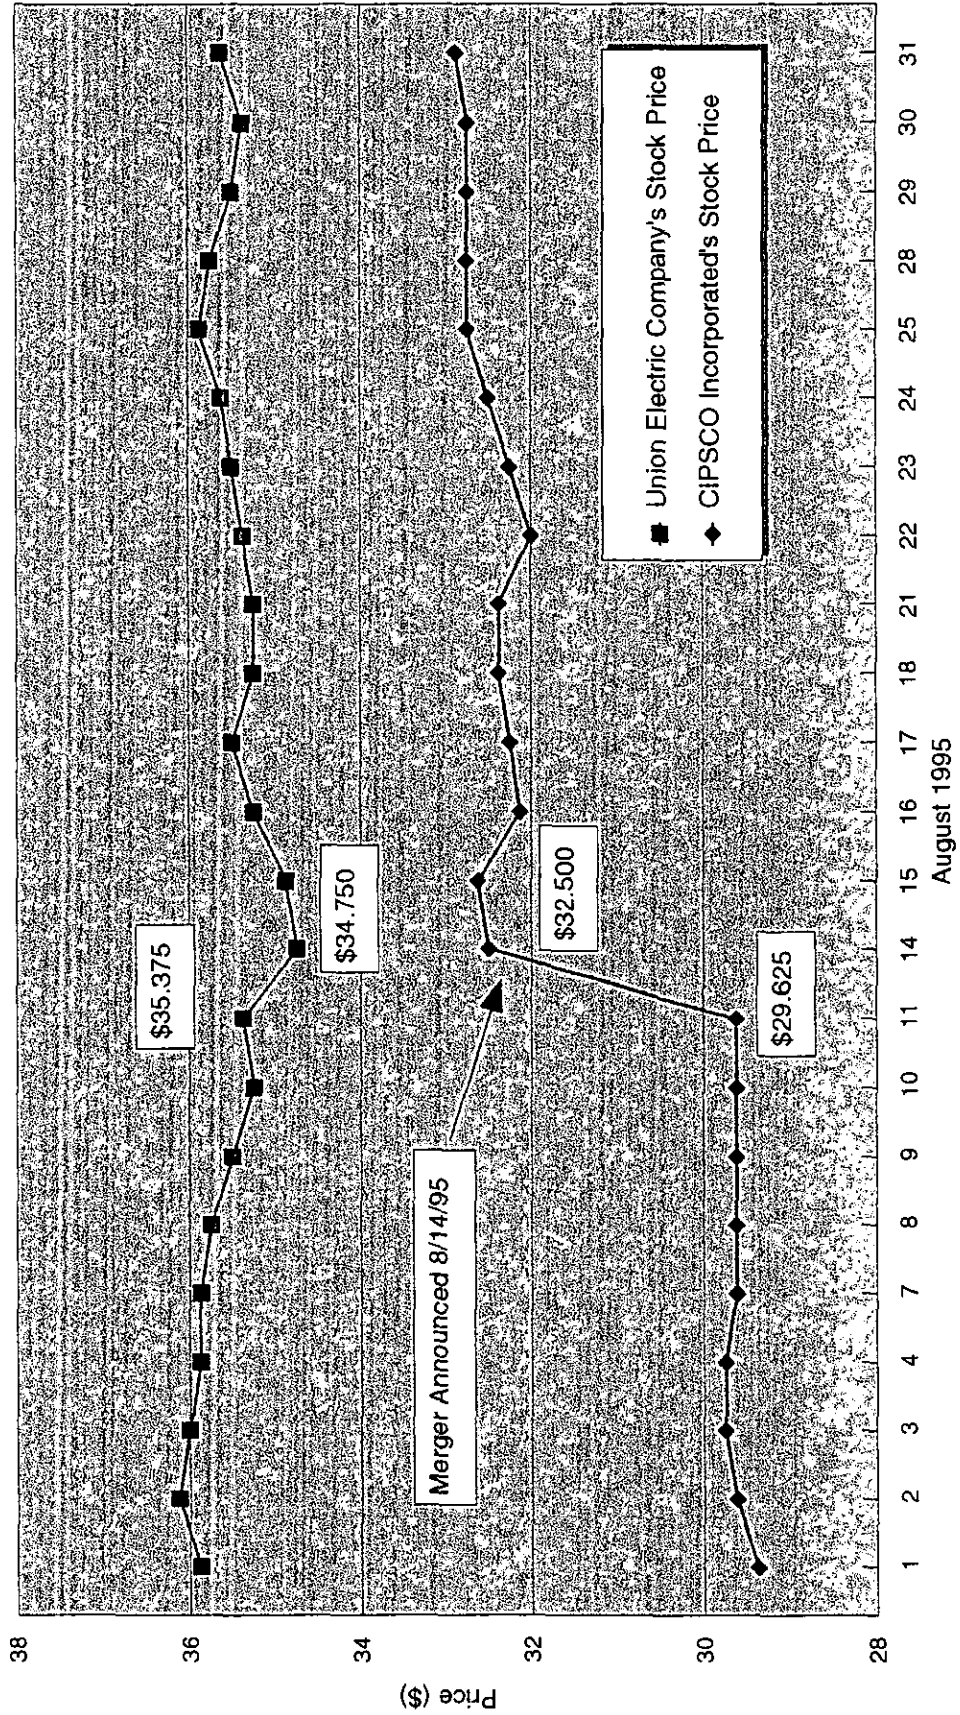 38
36
34
32
30
28
Price ($)
$35.375
$34.750
Merger Announced 8/14/95
$32.500
$29.625
Union Electric Company's Stock Price
CIPSCO Incorporated's Stock Price
1 2 3 4 7 8 9 10 11 14 15 16 17 18 21 22 23 24 25 28 29 30 31
August 1995